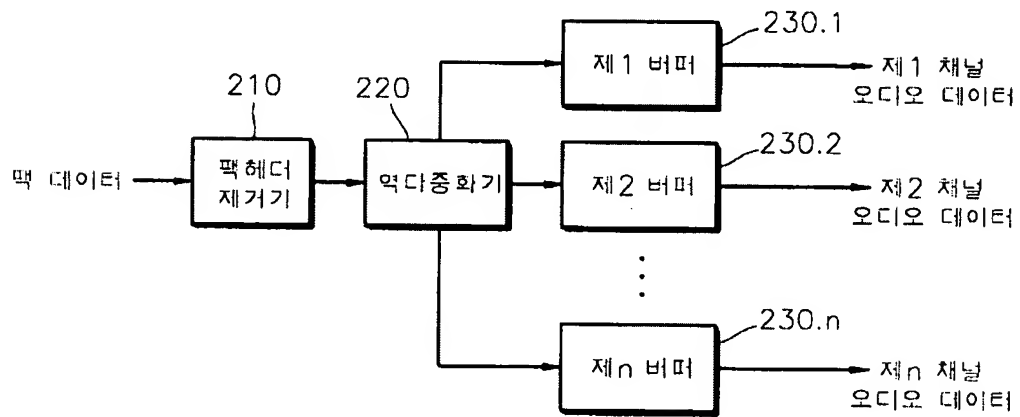 230.1
제1 버퍼
제1 채널
오디오 데이터
210
220
230.2
팩 데이터
팩헤더
제거기
역다중화기
제2 버퍼
제2 채널
오디오 데이터
230.n
제n 버퍼
제n 채널
오디오 데이터